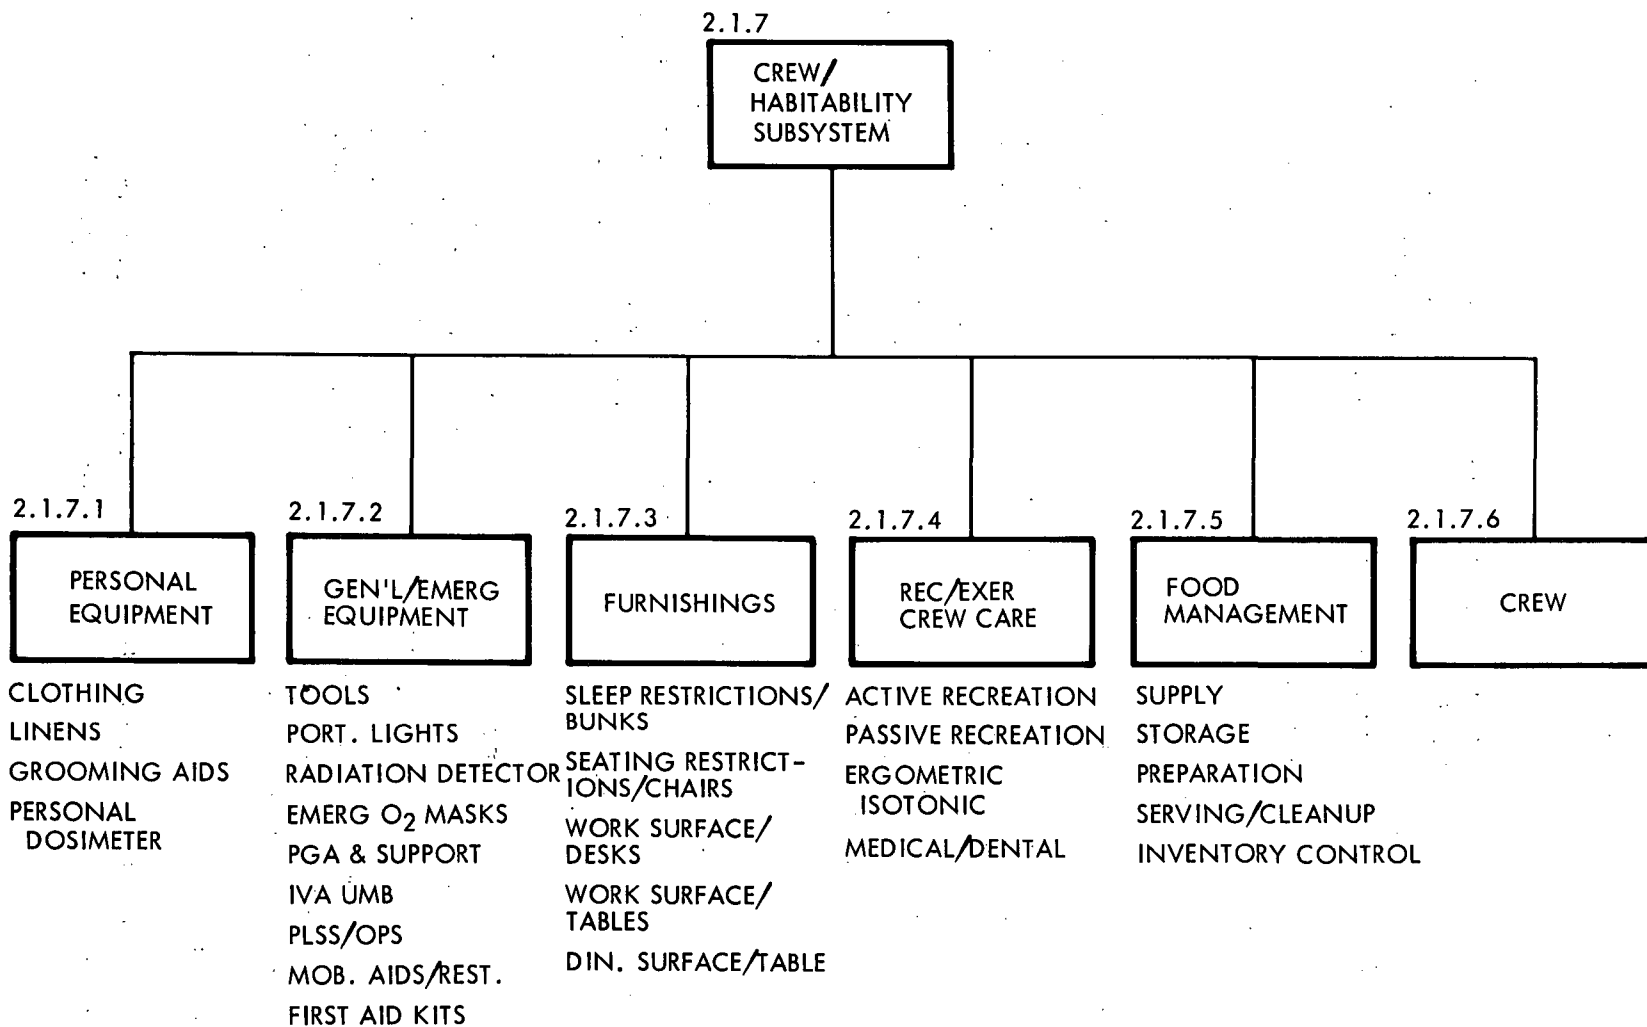 2.1.7
CREW/
HABITABILITY
SUBSYSTEM
2.1.7.1
PERSONAL
EQUIPMENT
CLOTHING
LINENS
GROOMING AIDS
PERSONAL
DOSIMETER
2.1.7.2
GEN'L/EMERG
EQUIPMENT
TOOLS
PORT. LIGHTS
RADIATION DETECTOR
EMERG O₂ MASKS
PGA & SUPPORT
IVA UMB
PLSS/OPS
MOB. AIDS/REST.
FIRST AID KITS
2.1.7.3
FURNISHINGS
SLEEP RESTRICTIONS/
BUNKS
SEATING RESTRICT-
IONS/CHAIRS
WORK SURFACE/
DESKS
WORK SURFACE/
TABLES
DIN. SURFACE/TABLE
2.1.7.4
REC/EXER
CREW CARE
ACTIVE RECREATION
PASSIVE RECREATION
ERGOMETRIC
ISOTONIC
MEDICAL/DENTAL
2.1.7.5
FOOD
MANAGEMENT
SUPPLY
STORAGE
PREPARATION
SERVING/CLEANUP
INVENTORY CONTROL
2.1.7.6
CREW